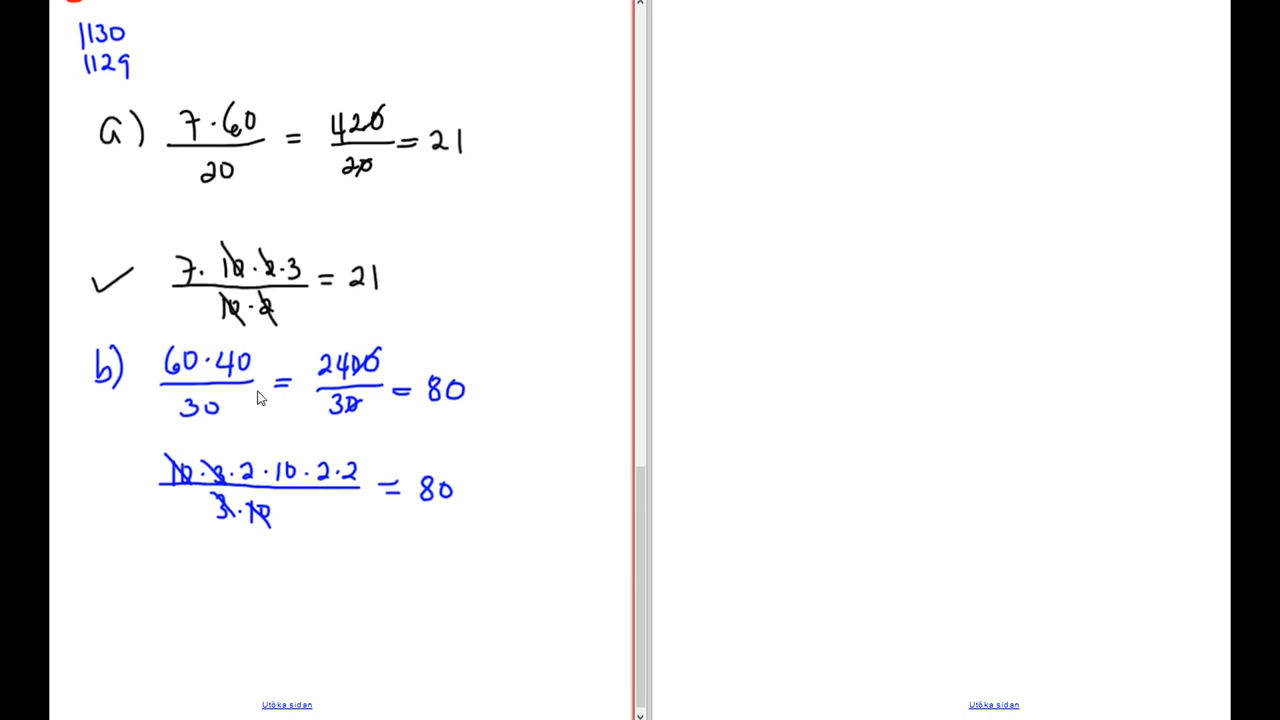 1130
1129
a) 7·60/20 = 420/20 = 21
✓ 7·10·2·3/10·2 = 21
b) 60·40/30 = 2400/30 = 80
10·3·2·10·2·2/3·10 = 80
Utöka sidan Utöka sidan